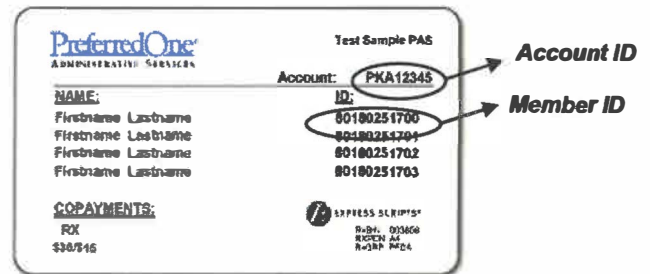 PreferredOne
ADMINISTRATIVE SERVICES
Test Sample PAS
Account ID
Account: PKA12345
NAME: ID:
Member ID
Firstname Lastname 80180251700
Firstname Lastname 80180251701
Firstname Lastname 80180251702
Firstname Lastname 80180251703
COPAYMENTS:
EXPRESS SCRIPTS
RX
$30/$15